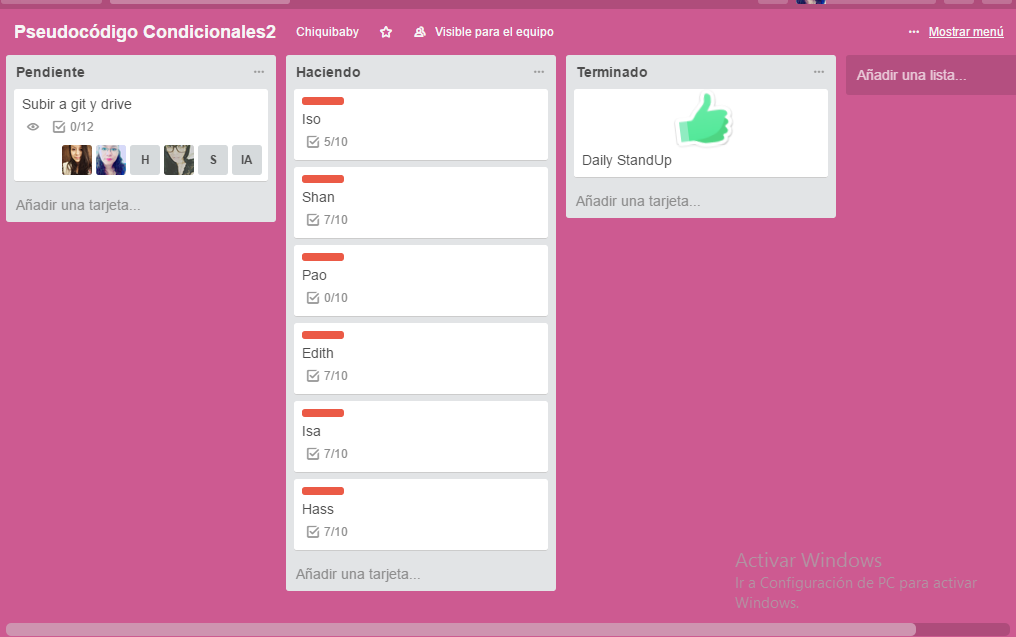 Pseudocódigo Condicionales2 Chiquibaby Visible para el equipo ... Mostrar menú
Pendiente ...
Subir a git y drive
0/12
H S IA
Añadir una tarjeta...
Haciendo ...
Iso
5/10
Shan
7/10
Pao
0/10
Edith
7/10
Isa
7/10
Hass
7/10
Añadir una tarjeta...
Terminado ...
Daily StandUp
Añadir una tarjeta...
Añadir una lista...
Activar Windows
Ir a Configuración de PC para activar
Windows.